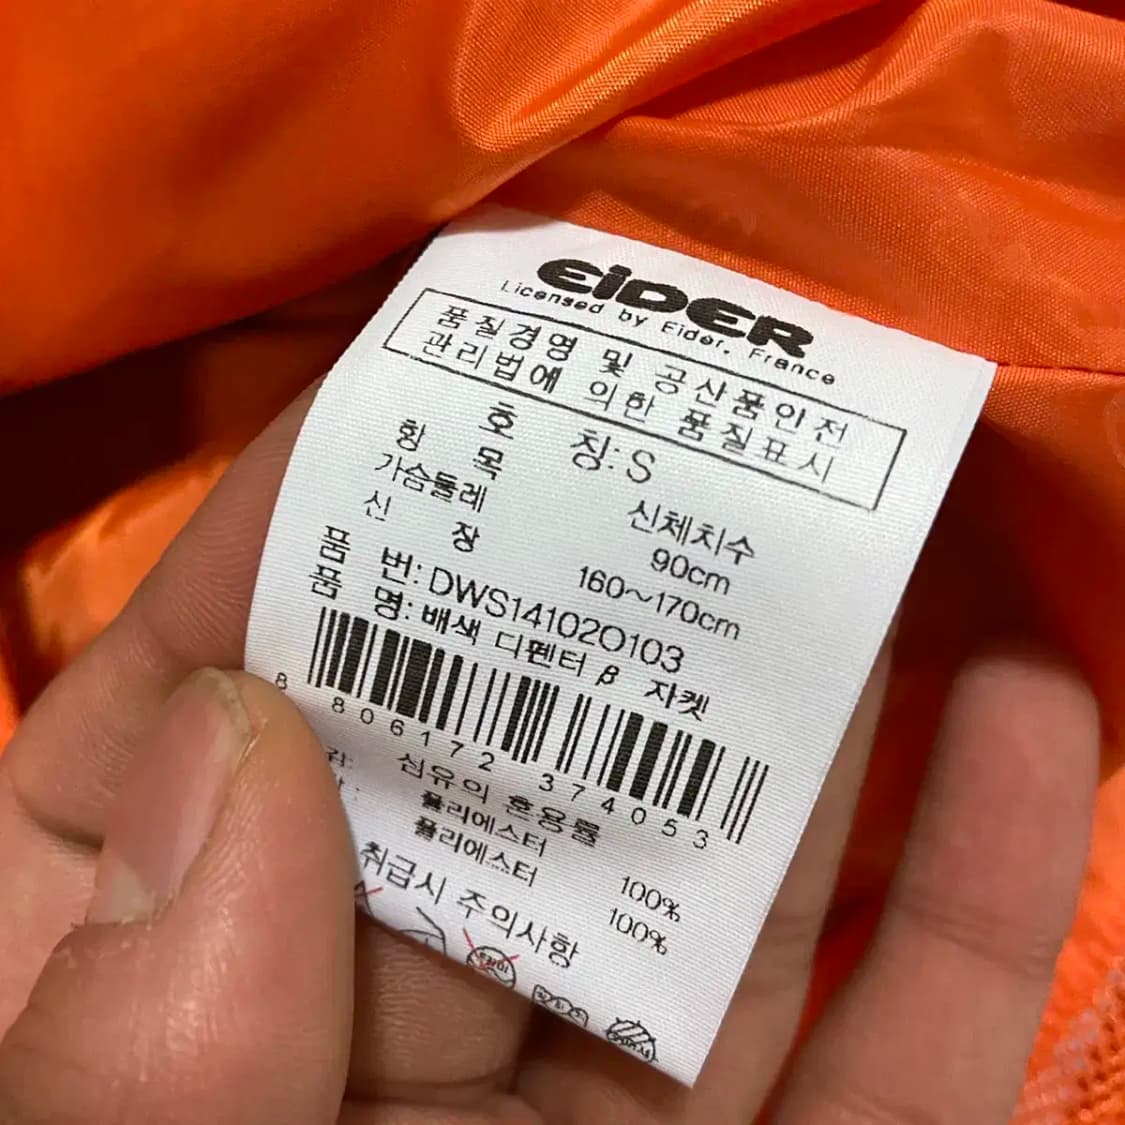 EiDER
Licensed by Eider, France
품질경영 및 공산품안전
관리법에 의한 품질표시
호 칭: S
항 목 신체치수
가슴둘레 90cm
신 장 160~170cm
품 번: DWS14102O103
품 명: 배색 디펜터 β 자켓
8 806172 374053
섬유의 혼용률
감: 폴리에스터 100%
폴리에스터 100%
취급시 주의사항